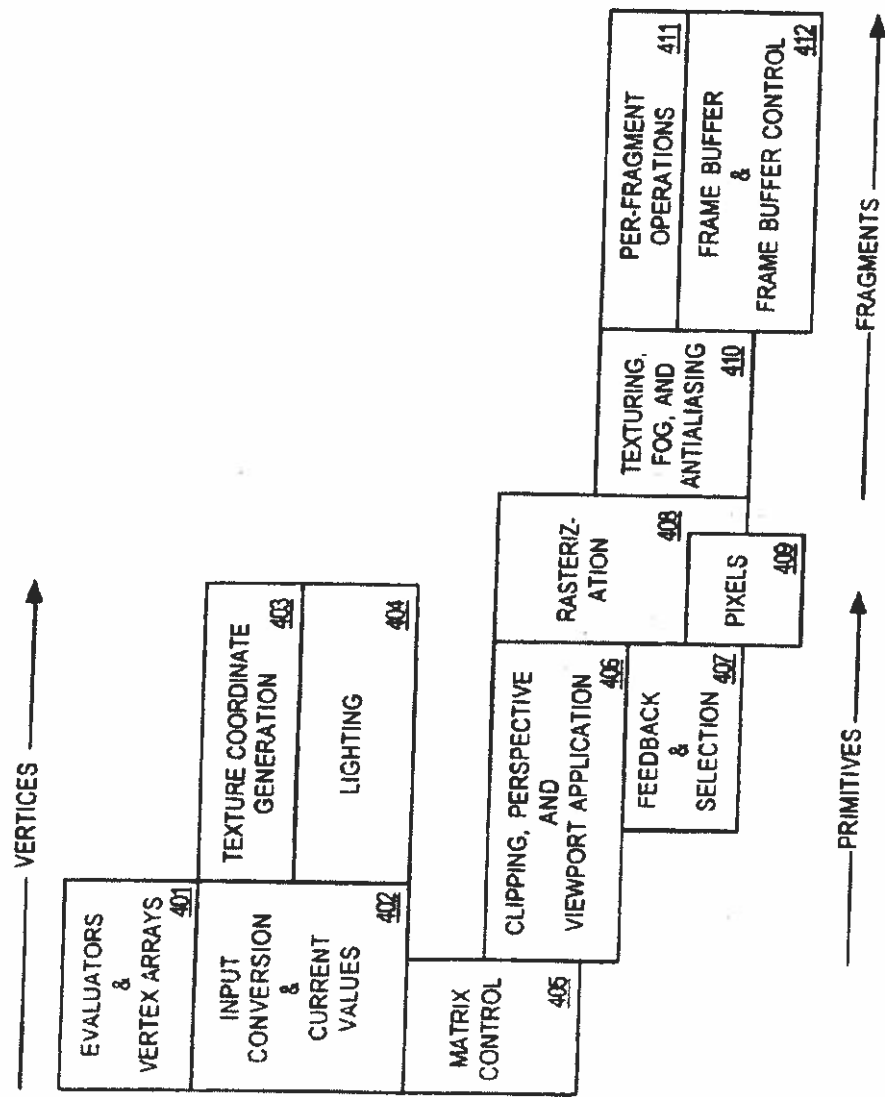 VERTICES
EVALUATORS
&
VERTEX ARRAYS
401
INPUT
CONVERSION
&
CURRENT
VALUES
402
TEXTURE COORDINATE
GENERATION
403
LIGHTING
404
MATRIX
CONTROL
405
CLIPPING, PERSPECTIVE
AND
VIEWPORT APPLICATION
406
FEEDBACK
&
SELECTION
407
RASTERIZ-
ATION
408
PIXELS
409
TEXTURING,
FOG, AND
ANTIALIASING
410
PER-FRAGMENT
OPERATIONS
411
FRAME BUFFER
&
FRAME BUFFER CONTROL
412
PRIMITIVES
FRAGMENTS